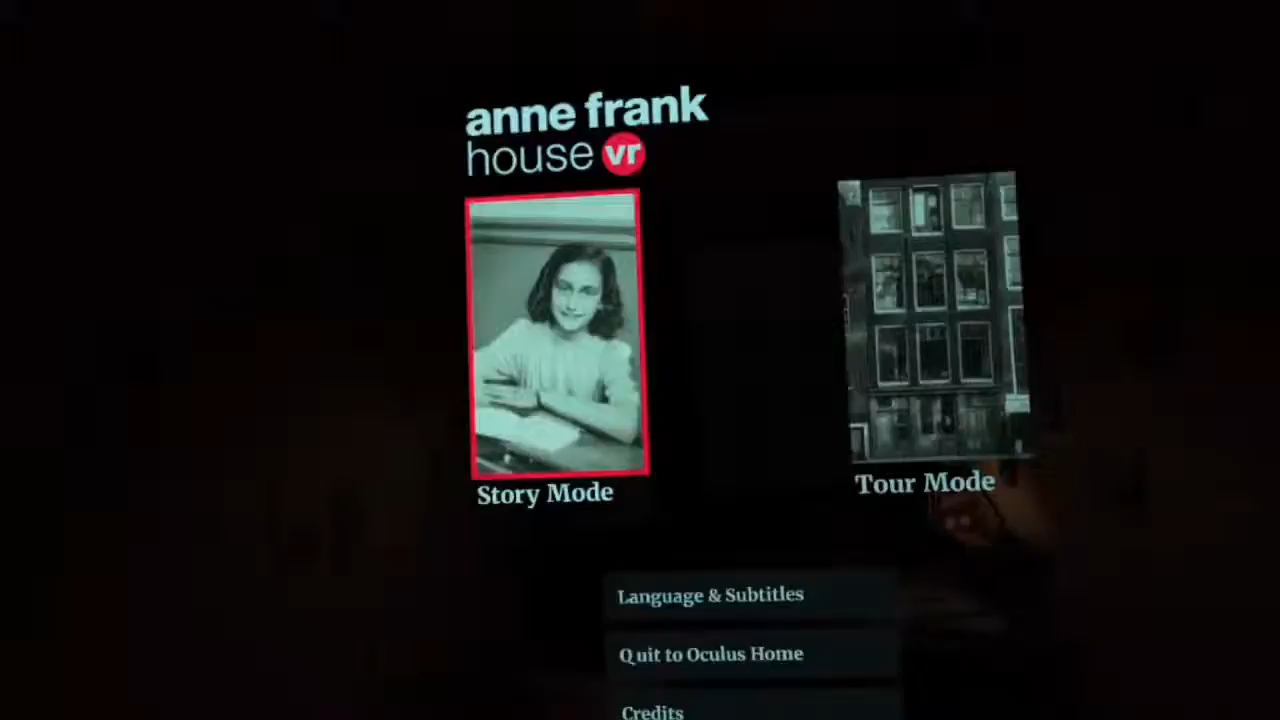 anne frank
house vr
Story Mode
Tour Mode
Language & Subtitles
Quit to Oculus Home
Credits